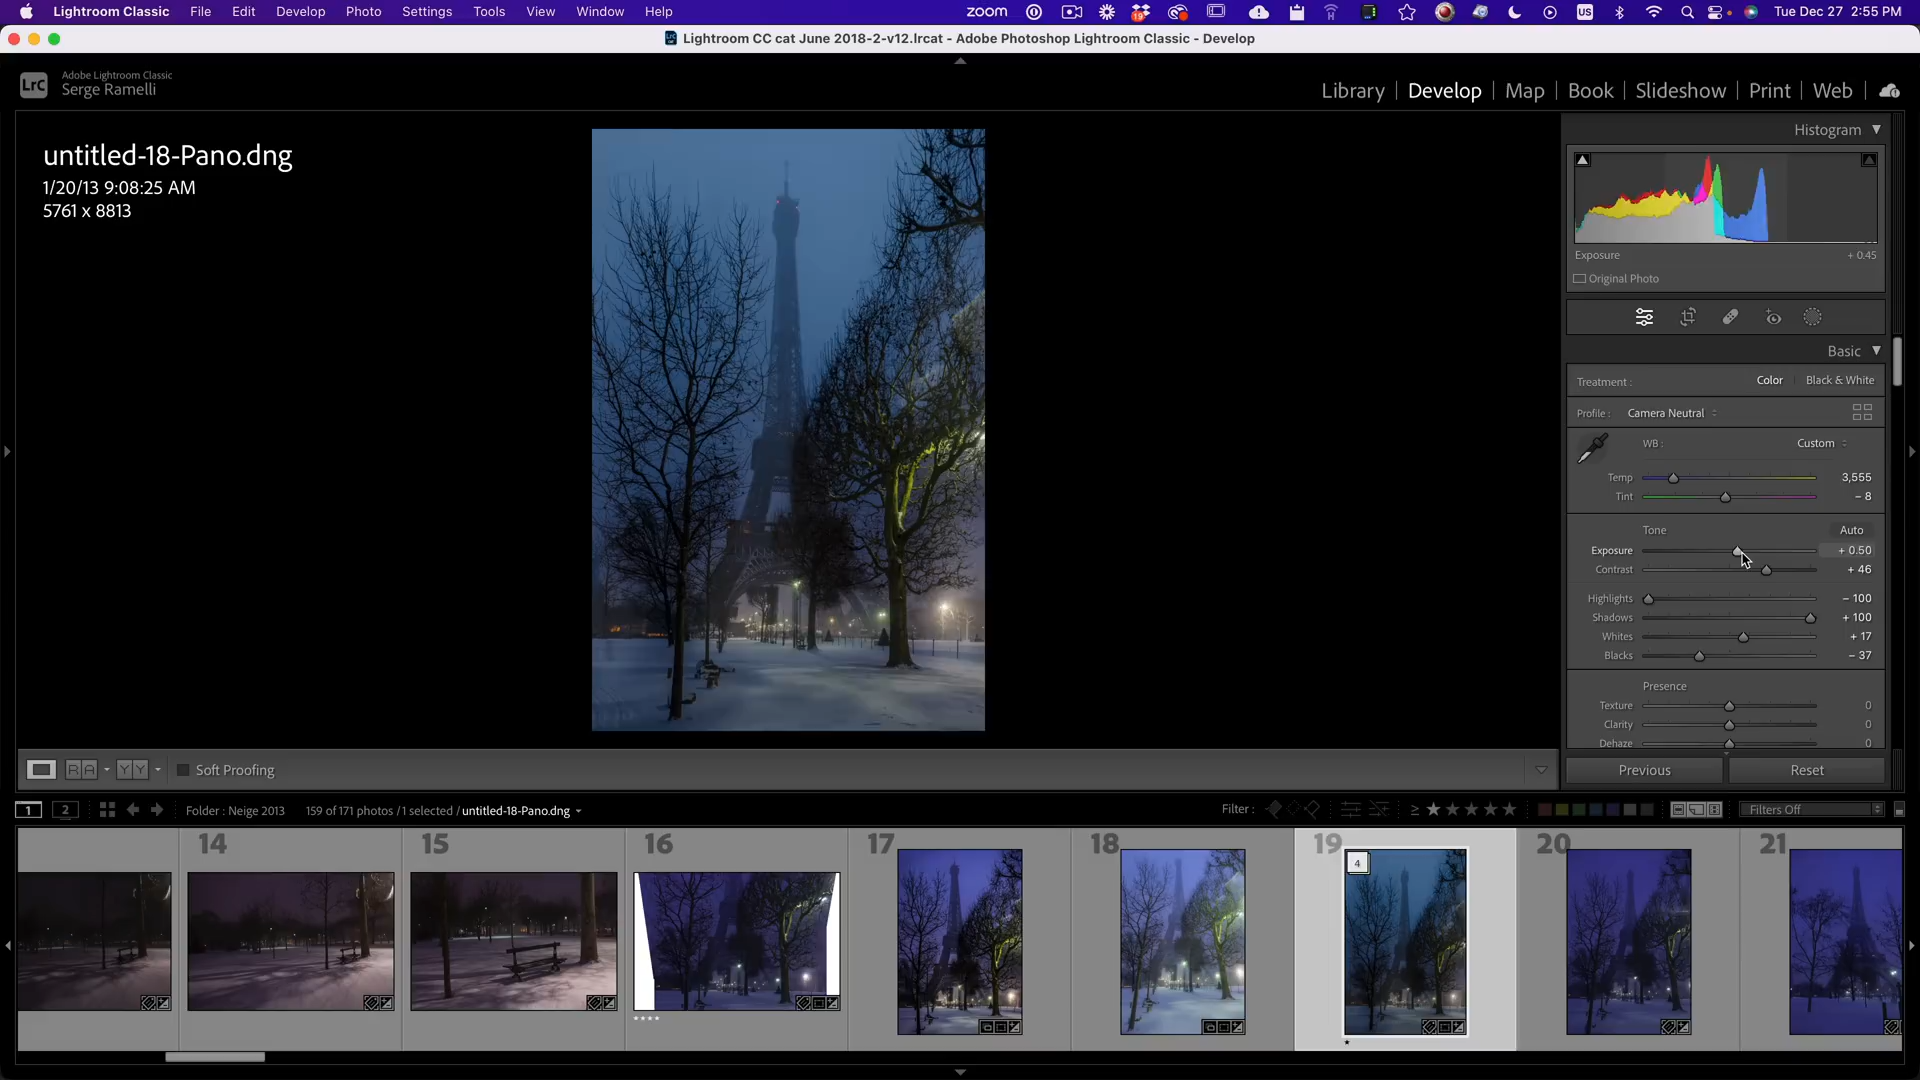 Lightroom Classic File Edit Develop Photo Settings Tools View Window Help zoom US Tue Dec 27 2:55 PM
Lightroom CC cat June 2018-2-v12.lrcat - Adobe Photoshop Lightroom Classic - Develop
LrC Adobe Lightroom Classic
Serge Ramelli
Library | Develop | Map | Book | Slideshow | Print | Web
untitled-18-Pano.dng
1/20/13 9:08:25 AM
5761 x 8813
Histogram
Exposure + 0.45
Original Photo
Basic
Treatment : Color Black & White
Profile : Camera Neutral
WB : Custom
Temp 3,555
Tint – 8
Tone Auto
Exposure + 0.50
Contrast + 46
Highlights – 100
Shadows + 100
Whites + 17
Blacks – 37
Presence
Texture 0
Clarity 0
Dehaze 0
R A Y Y Soft Proofing
Previous Reset
1 2 Folder : Neige 2013 159 of 171 photos / 1 selected / untitled-18-Pano.dng Filter : ≥ ★★★★★ Filters Off
14 15 16 17 18 19 20 21
4